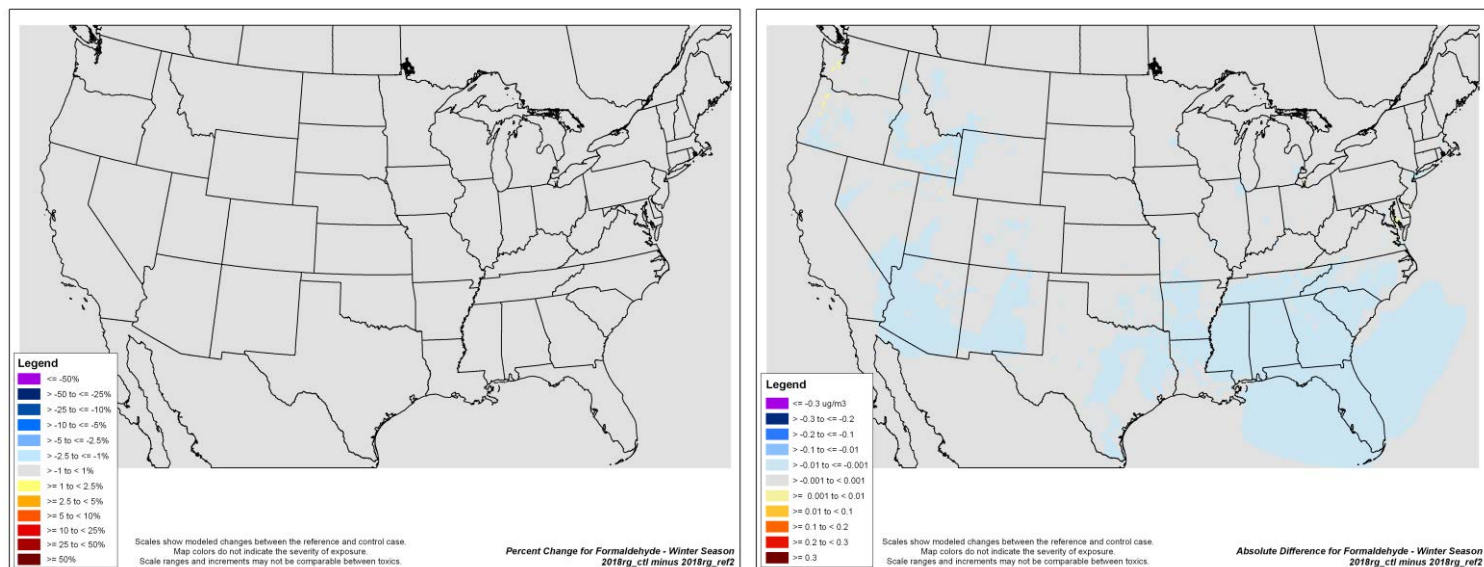 Legend
<= -50%
> -50 to <= -25%
> -25 to <= -10%
> -10 to <= -5%
> -5 to <= -2.5%
> -2.5 to <= -1%
> -1 to < 1%
>= 1 to < 2.5%
>= 2.5 to < 5%
>= 5 to < 10%
>= 10 to < 25%
>= 25 to < 50%
>= 50%
Scales show modeled changes between the reference and control case.
Map colors do not indicate the severity of exposure.
Scale ranges and increments may not be comparable between toxics.
Percent Change for Formaldehyde - Winter Season
2018rg_ctl minus 2018rg_ref2
Legend
<= -0.3 ug/m3
> -0.3 to <= -0.2
> -0.2 to <= -0.1
> -0.1 to <= -0.01
> -0.01 to <= -0.001
> -0.001 to < 0.001
>= 0.001 to < 0.01
>= 0.01 to < 0.1
>= 0.1 to < 0.2
>= 0.2 to < 0.3
>= 0.3
Scales show modeled changes between the reference and control case.
Map colors do not indicate the severity of exposure.
Scale ranges and increments may not be comparable between toxics.
Absolute Difference for Formaldehyde - Winter Season
2018rg_ctl minus 2018rg_ref2